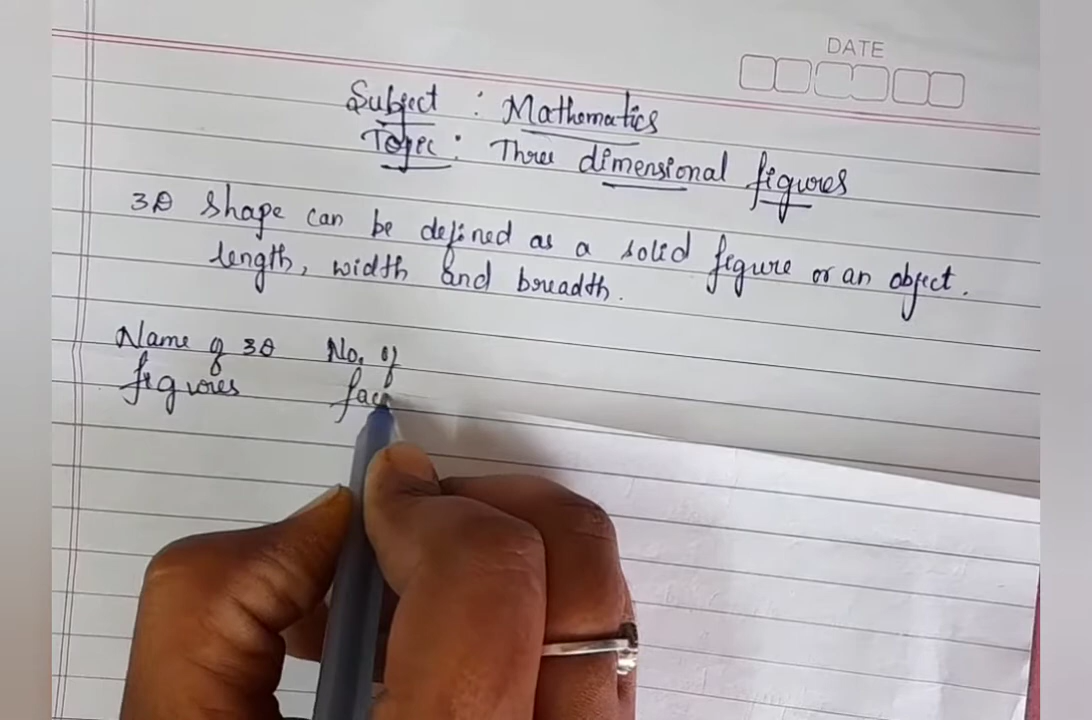 DATE
Subject : Mathematics
Topic : Three dimensional figures
3D shape can be defined as a solid figure or an object.
length, width and breadth.
Name of 3D No. of
figures fac